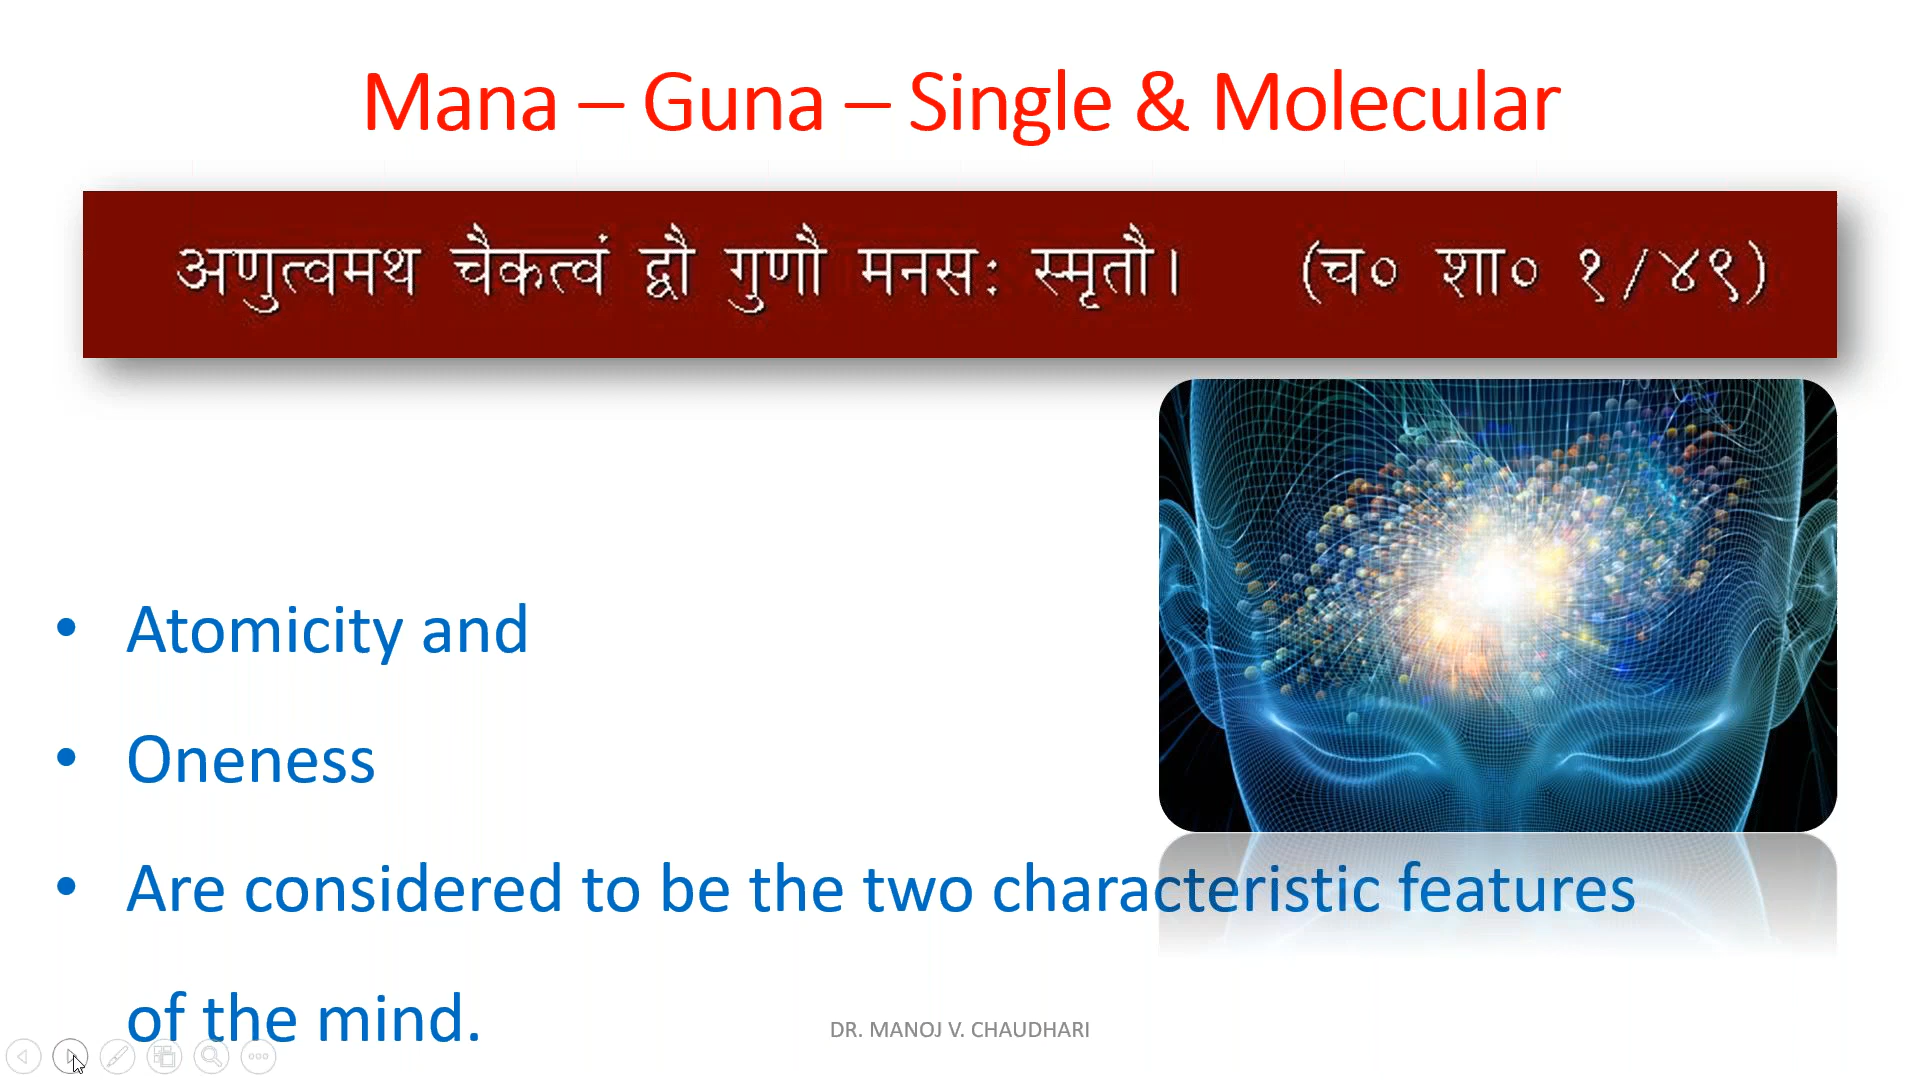 Mana – Guna – Single & Molecular
अणुत्वमथ चैकत्वं द्वौ गुणौ मनसः स्मृतौ। (च० शा० १/४९)
• Atomicity and
• Oneness
• Are considered to be the two characteristic features
of the mind.
DR. MANOJ V. CHAUDHARI